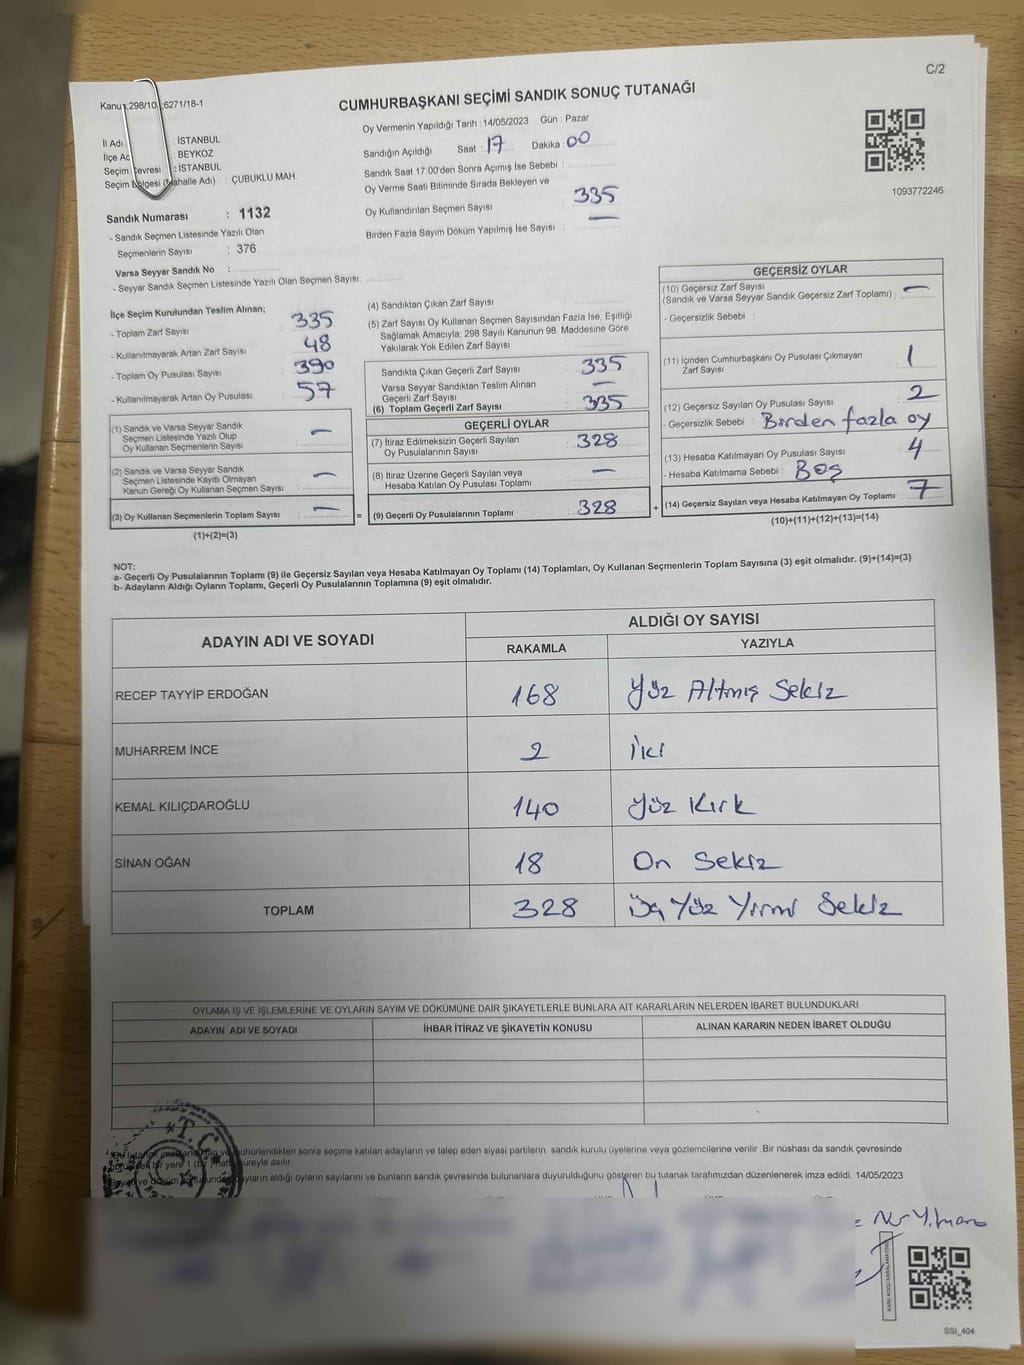 C/2
Kanun 298/10 6271/18-1
CUMHURBAŞKANI SEÇİMİ SANDIK SONUÇ TUTANAĞI
İl Adı : İSTANBUL
İlçe Ad : BEYKOZ
Seçim Çevresi : İSTANBUL
Seçim Bölgesi (Mahalle Adı) : ÇUBUKLU MAH.
Sandık Numarası : 1132
- Sandık Seçmen Listesinde Yazılı Olan
Seçmenlerin Sayısı : 376
Varsa Seyyar Sandık No :
- Seyyar Sandık Seçmen Listesinde Yazılı Olan Seçmen Sayısı:
Oy Vermenin Yapıldığı Tarih : 14/05/2023 Gün : Pazar
Sandığın Açıldığı Saat : 17 Dakika : 00
Sandık Saat 17:00'den Sonra Açımış İse Sebebi :
Oy Verme Saati Bitiminde Sırada Bekleyen ve
Oy Kullandırılan Seçmen Sayısı : 335
Birden Fazla Sayım Döküm Yapılmış İse Sayısı : —
1093772246
İlçe Seçim Kurulundan Teslim Alınan;
- Toplam Zarf Sayısı : 335
- Kullanılmayarak Artan Zarf Sayısı : 48
- Toplam Oy Pusulası Sayısı : 390
- Kullanılmayarak Artan Oy Pusulası : 57
(1) Sandık ve Varsa Seyyar Sandık
Seçmen Listesinde Yazılı Olup
Oy Kullanan Seçmenlerin Sayısı : —
(2) Sandık ve Varsa Seyyar Sandık
Seçmen Listesinde Kayıtlı Olmayan
Kanun Gereği Oy Kullanan Seçmen Sayısı : —
(3) Oy Kullanan Seçmenlerin Toplam Sayısı : — =
(1)+(2)=(3)
(4) Sandıktan Çıkan Zarf Sayısı :
(5) Zarf Sayısı Oy Kullanan Seçmen Sayısından Fazla İse, Eşitliği
Sağlamak Amacıyla; 298 Sayılı Kanunun 98. Maddesine Göre
Yakılarak Yok Edilen Zarf Sayısı :
Sandıkta Çıkan Geçerli Zarf Sayısı : 335
Varsa Seyyar Sandıktan Teslim Alınan
Geçerli Zarf Sayısı : —
(6) Toplam Geçerli Zarf Sayısı : 335
GEÇERLİ OYLAR
(7) İtiraz Edilmeksizin Geçerli Sayılan
Oy Pusulalarının Sayısı : 328
(8) İtiraz Üzerine Geçerli Sayılan veya
Hesaba Katılan Oy Pusulası Toplamı : —
(9) Geçerli Oy Pusulalarının Toplamı : 328 +
GEÇERSİZ OYLAR
(10) Geçersiz Zarf Sayısı
(Sandık ve Varsa Seyyar Sandık Geçersiz Zarf Toplamı) : —
- Geçersizlik Sebebi :
(11) İçinden Cumhurbaşkanı Oy Pusulası Çıkmayan
Zarf Sayısı : 1
(12) Geçersiz Sayılan Oy Pusulası Sayısı : 2
- Geçersizlik Sebebi : Birden fazla oy
(13) Hesaba Katılmayan Oy Pusulası Sayısı : 4
- Hesaba Katılmama Sebebi : Boş
(14) Geçersiz Sayılan veya Hesaba Katılmayan Oy Toplamı : 7
(10)+(11)+(12)+(13)=(14)
NOT:
a- Geçerli Oy Pusulalarının Toplamı (9) ile Geçersiz Sayılan veya Hesaba Katılmayan Oy Toplamı (14) Toplamları, Oy Kullanan Seçmenlerin Toplam Sayısına (3) eşit olmalıdır. (9)+(14)=(3)
b- Adayların Aldığı Oyların Toplamı, Geçerli Oy Pusulalarının Toplamına (9) eşit olmalıdır.
ADAYIN ADI VE SOYADI
ALDIĞI OY SAYISI
RAKAMLA YAZIYLA
RECEP TAYYİP ERDOĞAN 168 Yüz Altmış Sekiz
MUHARREM İNCE 2 İki
KEMAL KILIÇDAROĞLU 140 Yüz Kırk
SİNAN OĞAN 18 On Sekiz
TOPLAM 328 Üç Yüz Yirmi Sekiz
OYLAMA İŞ VE İŞLEMLERİNE VE OYLARIN SAYIM VE DÖKÜMÜNE DAİR ŞİKAYETLERLE BUNLARA AİT KARARLARIN NELERDEN İBARET BULUNDUKLARI
ADAYIN ADI VE SOYADI İHBAR İTİRAZ VE ŞİKAYETİN KONUSU ALINAN KARARIN NEDEN İBARET OLDUĞU
T.C.
sonra seçime katılan adayların ve talep eden siyasi partilerin sandık kurulu üyelerine veya gözlemcilerine verilir. Bir nüshası da sandık çevresinde
bir yere 1 (bir) hafta süreyle asılır.
aldığı oyların sayılarını ve bunların sandık çevresinde bulunanlara duyurulduğunu gösteren bu tutanak tarafımızdan düzenlenerek imza edildi. 14/05/2023
SSI_404